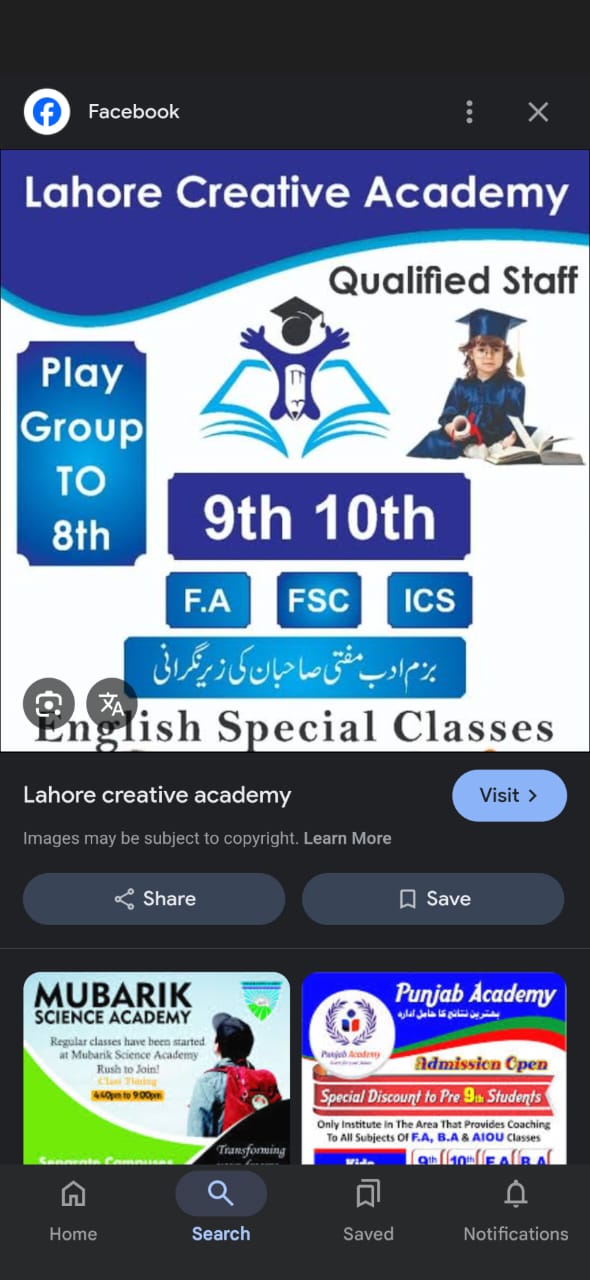 Facebook
Lahore Creative Academy
Qualified Staff
Play
Group
TO
8th
9th 10th
F.A
FSC
ICS
بزم ادب مفتی صاحبان کی زیر نگرانی
English Special Classes
Lahore creative academy
Visit
Images may be subject to copyright. Learn More
Share
Save
MUBARIK
SCIENCE ACADEMY
Regular classes have been started
at Mubarik Science Academy
Rush to Join!
Class Timing
4:40pm to 9:00pm
Transforming
Separate Campuses
Punjab Academy
بہترین نتائج کا حامل ادارہ
Punjab Academy
Admission Open
Special Discount to Pre 9th Students
Only Institute In The Area That Provides Coaching
To All Subjects Of F.A, B.A & AIOU Classes
Kids
9th
10th
F.A
B.A
Home
Search
Saved
Notifications